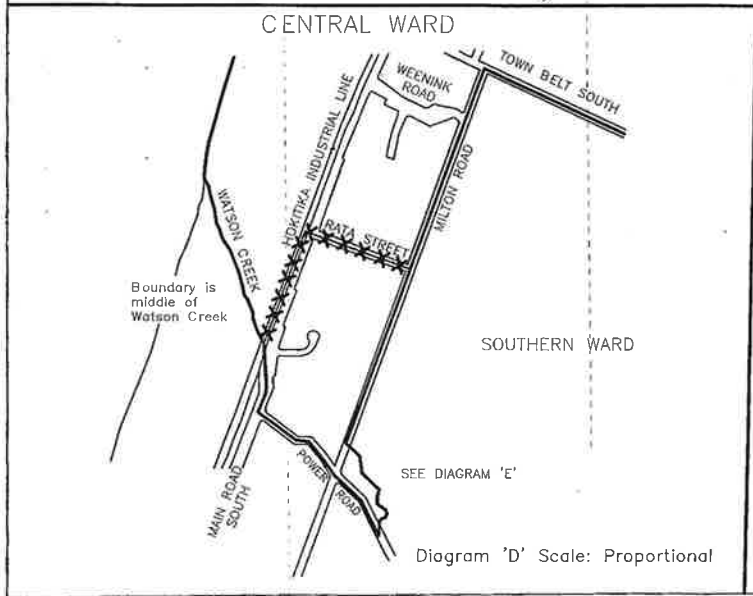 CENTRAL WARD
TOWN BELT SOUTH
WEENINK
ROAD
HOKITIKA INDUSTRIAL LINE
MILTON ROAD
WATSON CREEK
RATA STREET
Boundary is
middle of
Watson Creek
SOUTHERN WARD
SEE DIAGRAM 'E'
POWER ROAD
MAIN ROAD
SOUTH
Diagram 'D' Scale: Proportional